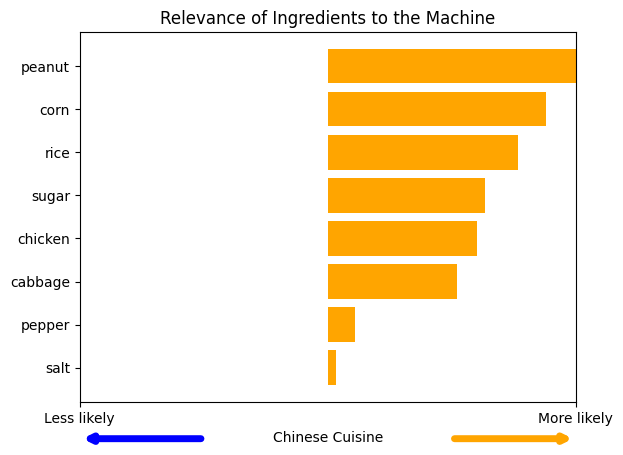 Relevance of Ingredients to the Machine
peanut
corn
rice
sugar
chicken
cabbage
pepper
salt
Less likely
More likely
Chinese Cuisine